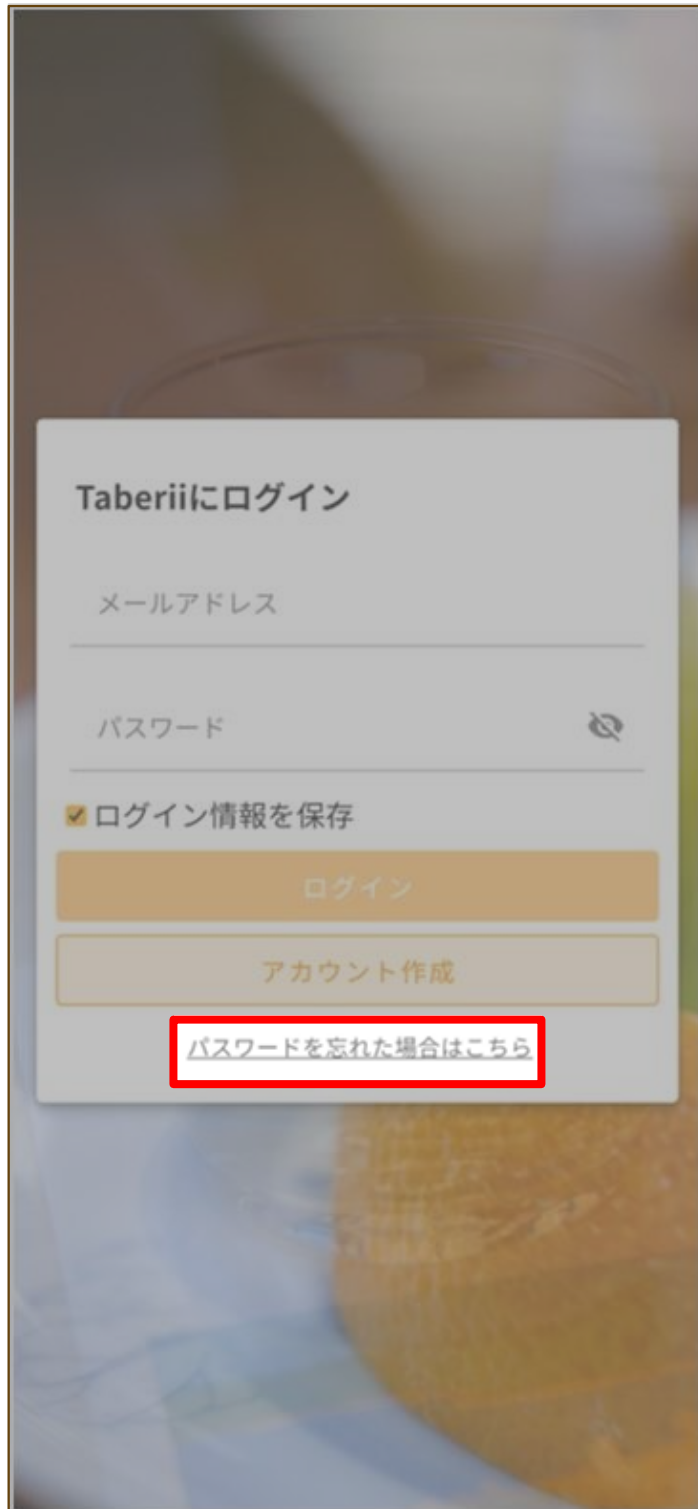 Taberiiにログイン
メールアドレス
パスワード
ログイン情報を保存
ログイン
アカウント作成
パスワードを忘れた場合はこちら